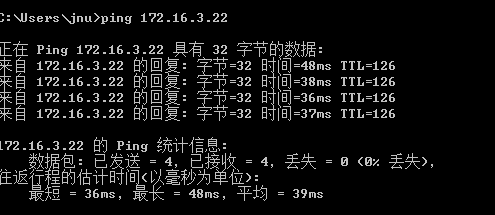 C:\Users\jnu>ping 172.16.3.22
正在 Ping 172.16.3.22 具有 32 字节的数据:
来自 172.16.3.22 的回复: 字节=32 时间=48ms TTL=126
来自 172.16.3.22 的回复: 字节=32 时间=38ms TTL=126
来自 172.16.3.22 的回复: 字节=32 时间=36ms TTL=126
来自 172.16.3.22 的回复: 字节=32 时间=37ms TTL=126
172.16.3.22 的 Ping 统计信息:
数据包: 已发送 = 4, 已接收 = 4, 丢失 = 0 (0% 丢失),
往返行程的估计时间(以毫秒为单位):
最短 = 36ms, 最长 = 48ms, 平均 = 39ms